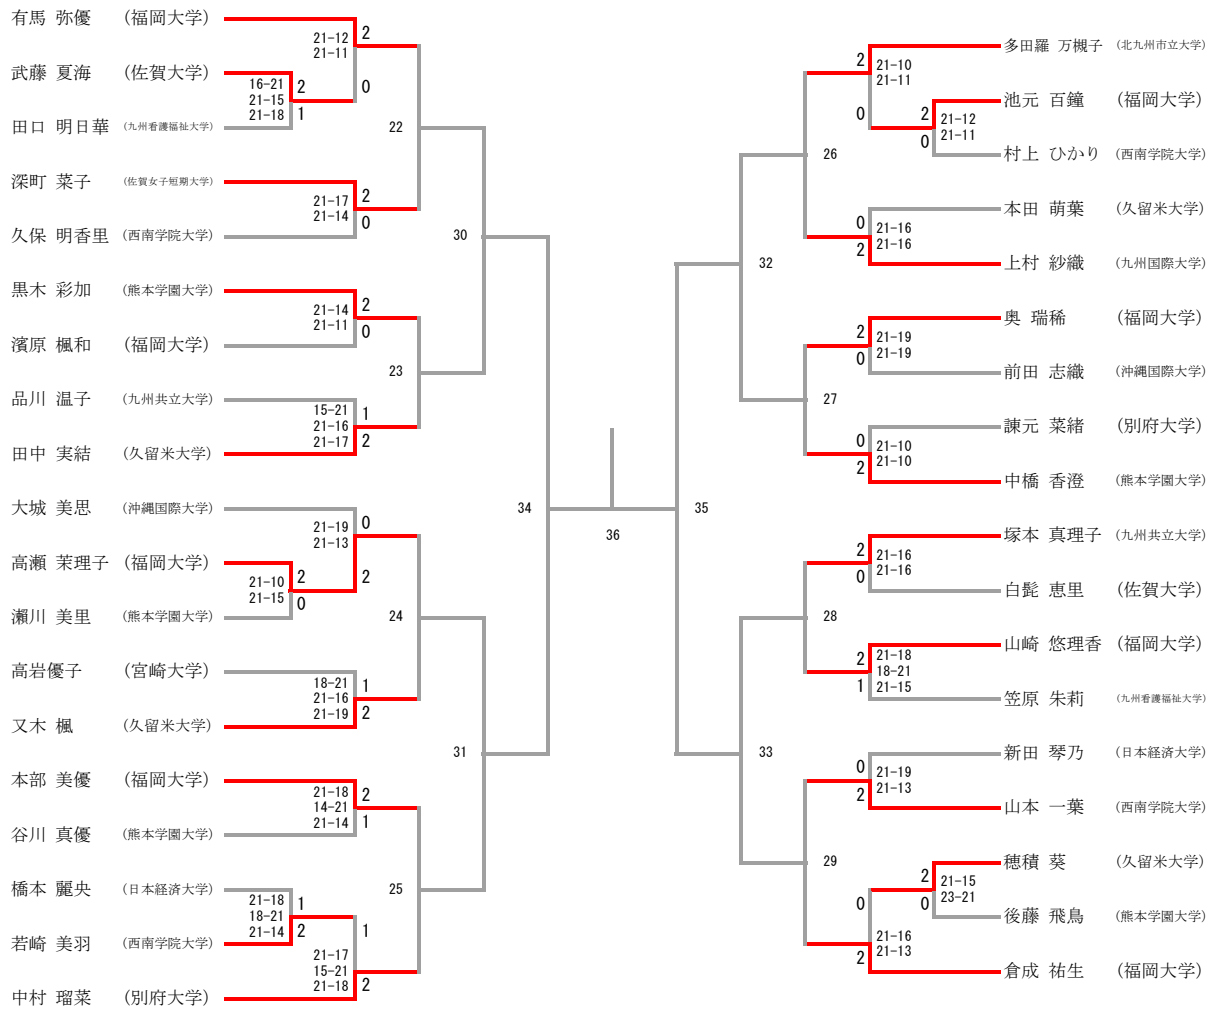 有馬 弥優 (福岡大学)
21-12
21-11
2
0
武藤 夏海 (佐賀大学)
16-21
21-15
21-18
2
1
田口 明日華 (九州看護福祉大学)
22
深町 菜子 (佐賀女子短期大学)
21-17
21-14
2
0
久保 明香里 (西南学院大学)
30
黒木 彩加 (熊本学園大学)
21-14
21-11
2
0
濱原 楓和 (福岡大学)
23
品川 温子 (九州共立大学)
15-21
21-16
21-17
1
2
田中 実結 (久留米大学)
34
大城 美思 (沖縄国際大学)
21-19
21-13
0
2
高瀬 茉理子 (福岡大学)
21-10
21-15
2
0
瀬川 美里 (熊本学園大学)
24
高岩優子 (宮崎大学)
18-21
21-16
21-19
1
2
又木 楓 (久留米大学)
31
本部 美優 (福岡大学)
21-18
14-21
21-14
2
1
谷川 真優 (熊本学園大学)
25
橋本 麗央 (日本経済大学)
21-18
18-21
21-14
1
2
若崎 美羽 (西南学院大学)
21-17
15-21
21-18
1
2
中村 瑠菜 (別府大学)
36
多田羅 万槻子 (北九州市立大学)
2
0
21-10
21-11
池元 百鐘 (福岡大学)
2
0
21-12
21-11
村上 ひかり (西南学院大学)
26
本田 萌葉 (久留米大学)
0
2
21-16
21-16
上村 紗織 (九州国際大学)
32
奥 瑞稀 (福岡大学)
2
0
21-19
21-19
前田 志織 (沖縄国際大学)
27
諌元 菜緒 (別府大学)
0
2
21-10
21-10
中橋 香澄 (熊本学園大学)
35
塚本 真理子 (九州共立大学)
2
0
21-16
21-16
白髭 恵里 (佐賀大学)
28
山崎 悠理香 (福岡大学)
2
1
21-18
18-21
21-15
笠原 朱莉 (九州看護福祉大学)
33
新田 琴乃 (日本経済大学)
0
2
21-19
21-13
山本 一葉 (西南学院大学)
29
穂積 葵 (久留米大学)
2
0
21-15
23-21
後藤 飛鳥 (熊本学園大学)
0
2
21-16
21-13
倉成 祐生 (福岡大学)